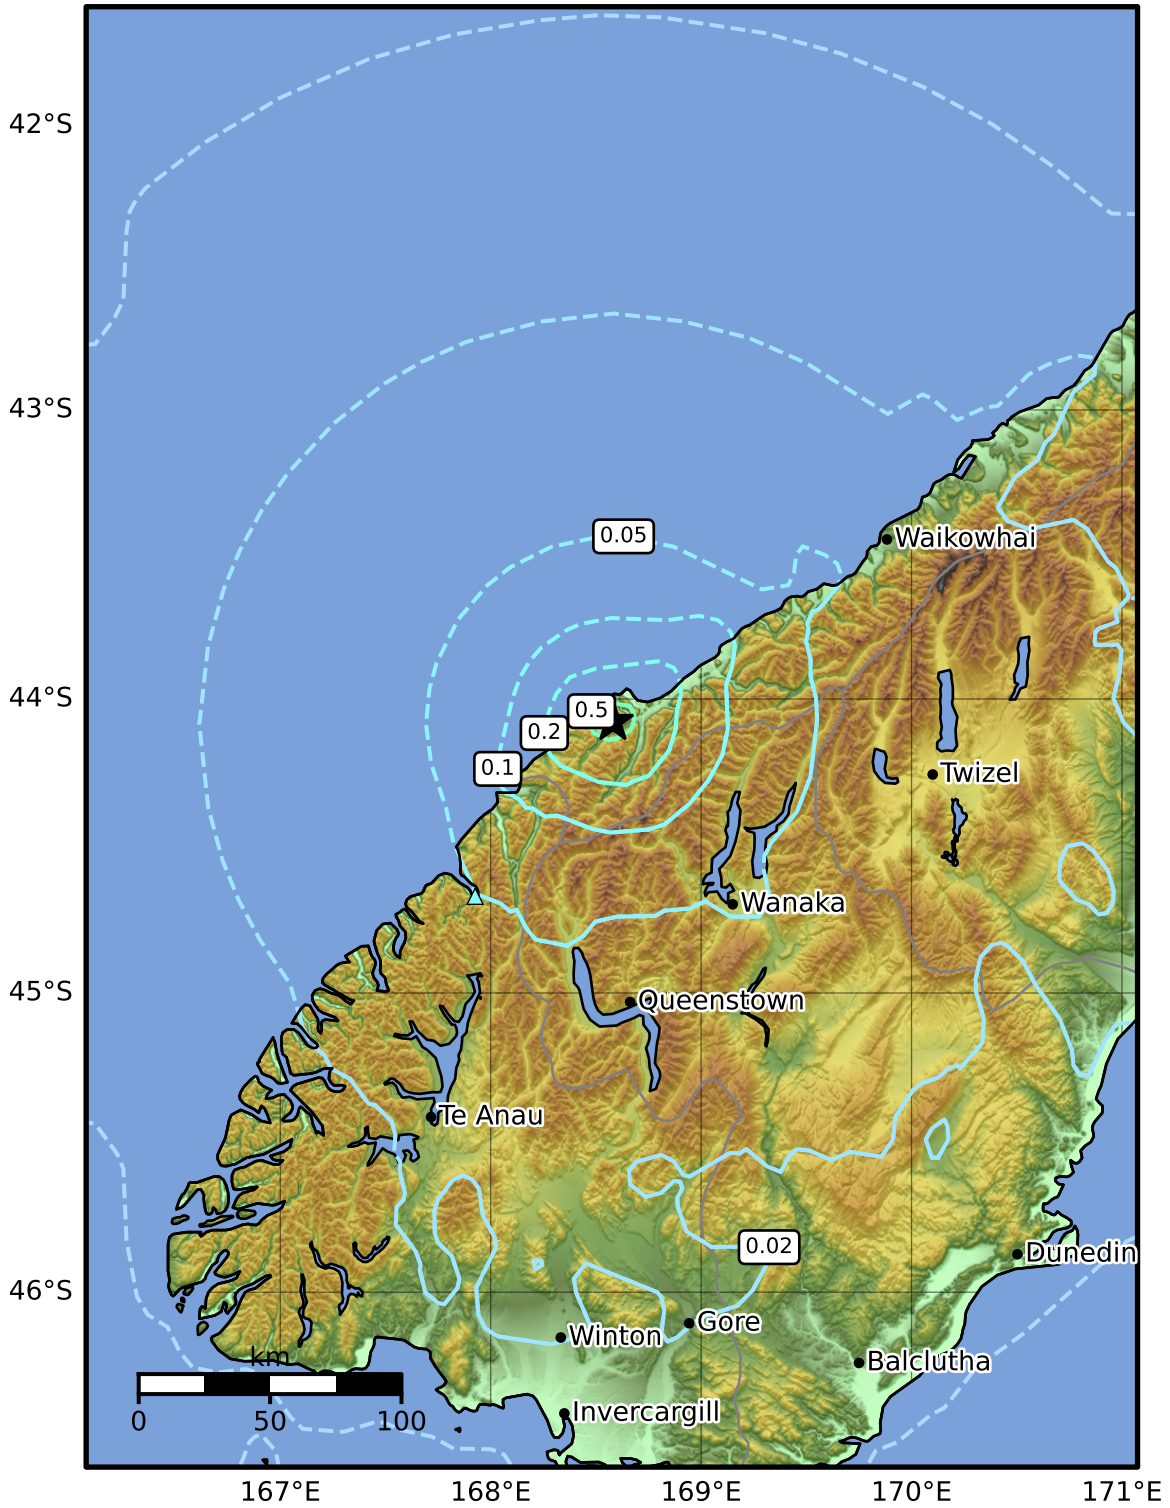 42°S
43°S
0.05
Waikowhai
44°S
0.5
0.2
0.1
Twizel
Wanaka
45°S
Queenstown
Te Anau
0.02
Dunedin
46°S
Gore
Winton
km
Balclutha
0 50 100
Invercargill
167°E 168°E 169°E 170°E 171°E